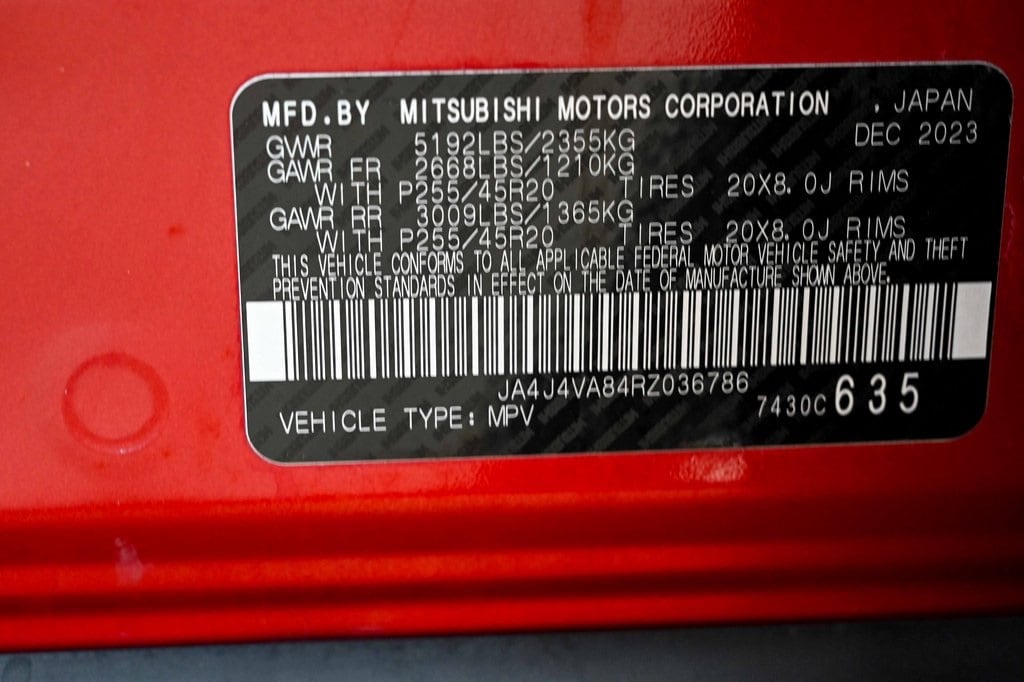 MFD.BY MITSUBISHI MOTORS CORPORATION . JAPAN
GVWR 5192LBS/2355KG DEC 2023
GAWR FR 2668LBS/1210KG
WITH P255/45R20 TIRES 20X8.0J RIMS
GAWR RR 3009LBS/1365KG
WITH P255/45R20 TIRES 20X8.0J RIMS
THIS VEHICLE CONFORMS TO ALL APPLICABLE FEDERAL MOTOR VEHICLE SAFETY AND THEFT
PREVENTION STANDARDS IN EFFECT ON THE DATE OF MANUFACTURE SHOWN ABOVE.
JA4J4VA84RZ036786
VEHICLE TYPE: MPV 7430C 635